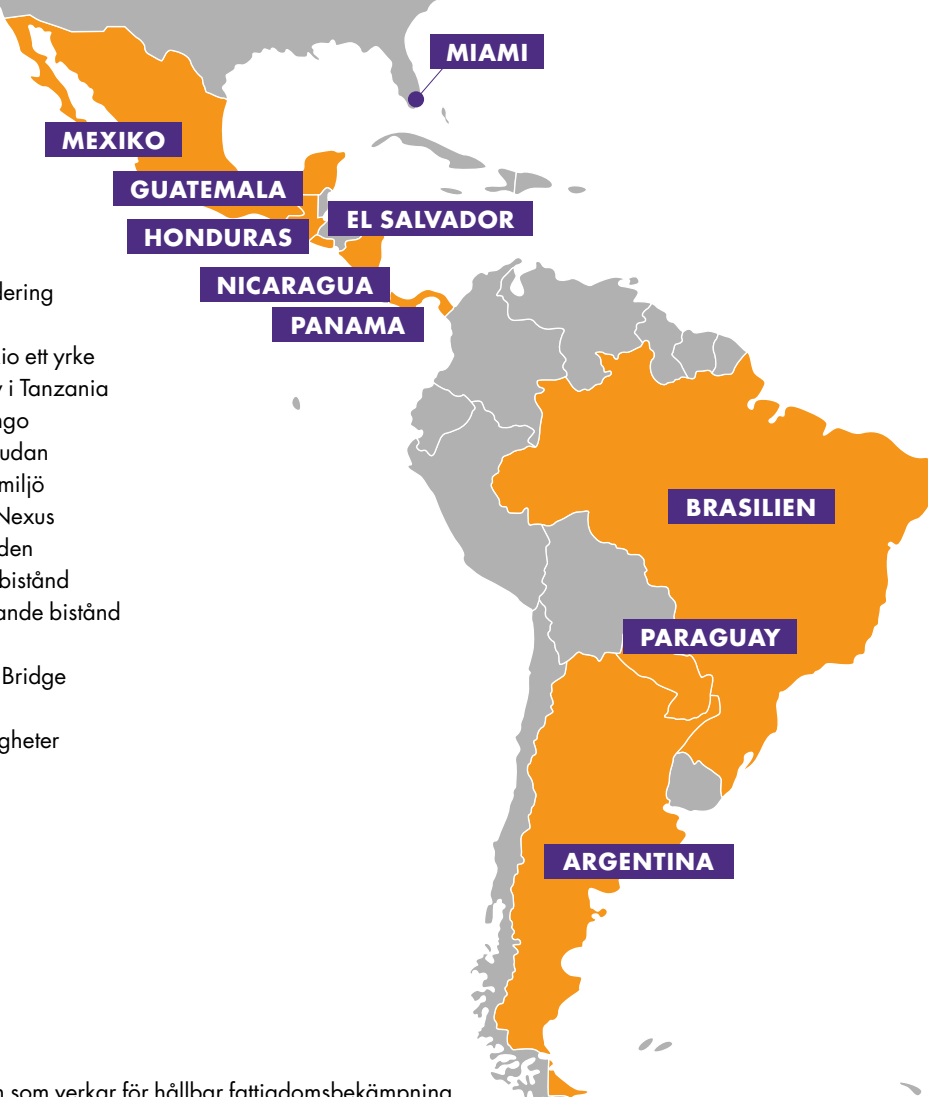 MIAMI
MEXIKO
GUATEMALA
EL SALVADOR
HONDURAS
NICARAGUA
PANAMA
dering
io ett yrke
i Tanzania
ngo
udan
miljö
Nexus
den
bistånd
ande bistånd
Bridge
gheter
BRASILIEN
PARAGUAY
ARGENTINA
som verkar för hållbar fattigdomsbekämpning